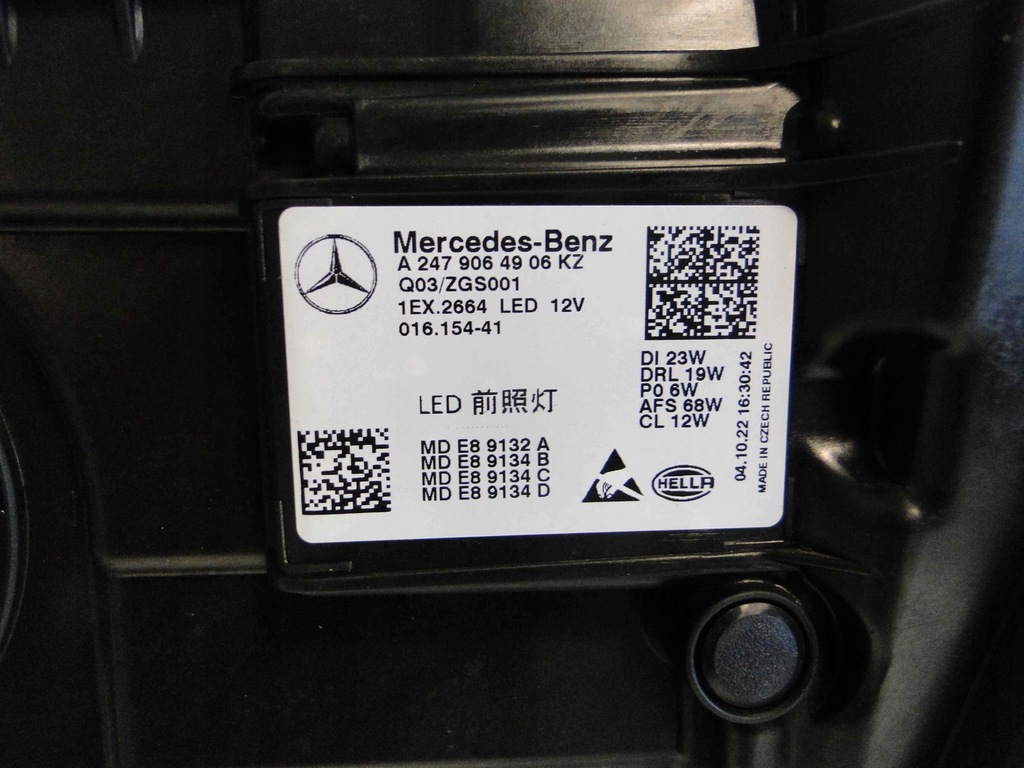 Mercedes-Benz
A 247 906 49 06 KZ
Q03/ZGS001
1EX.2664 LED 12V
016.154-41
DI 23W
DRL 19W
PO 6W
AFS 68W
CL 12W
04.10.22 16:30:42
MADE IN CZECH REPUBLIC
LED 前照灯
MD E8 9132 A
MD E8 9134 B
MD E8 9134 C
MD E8 9134 D
HELLA